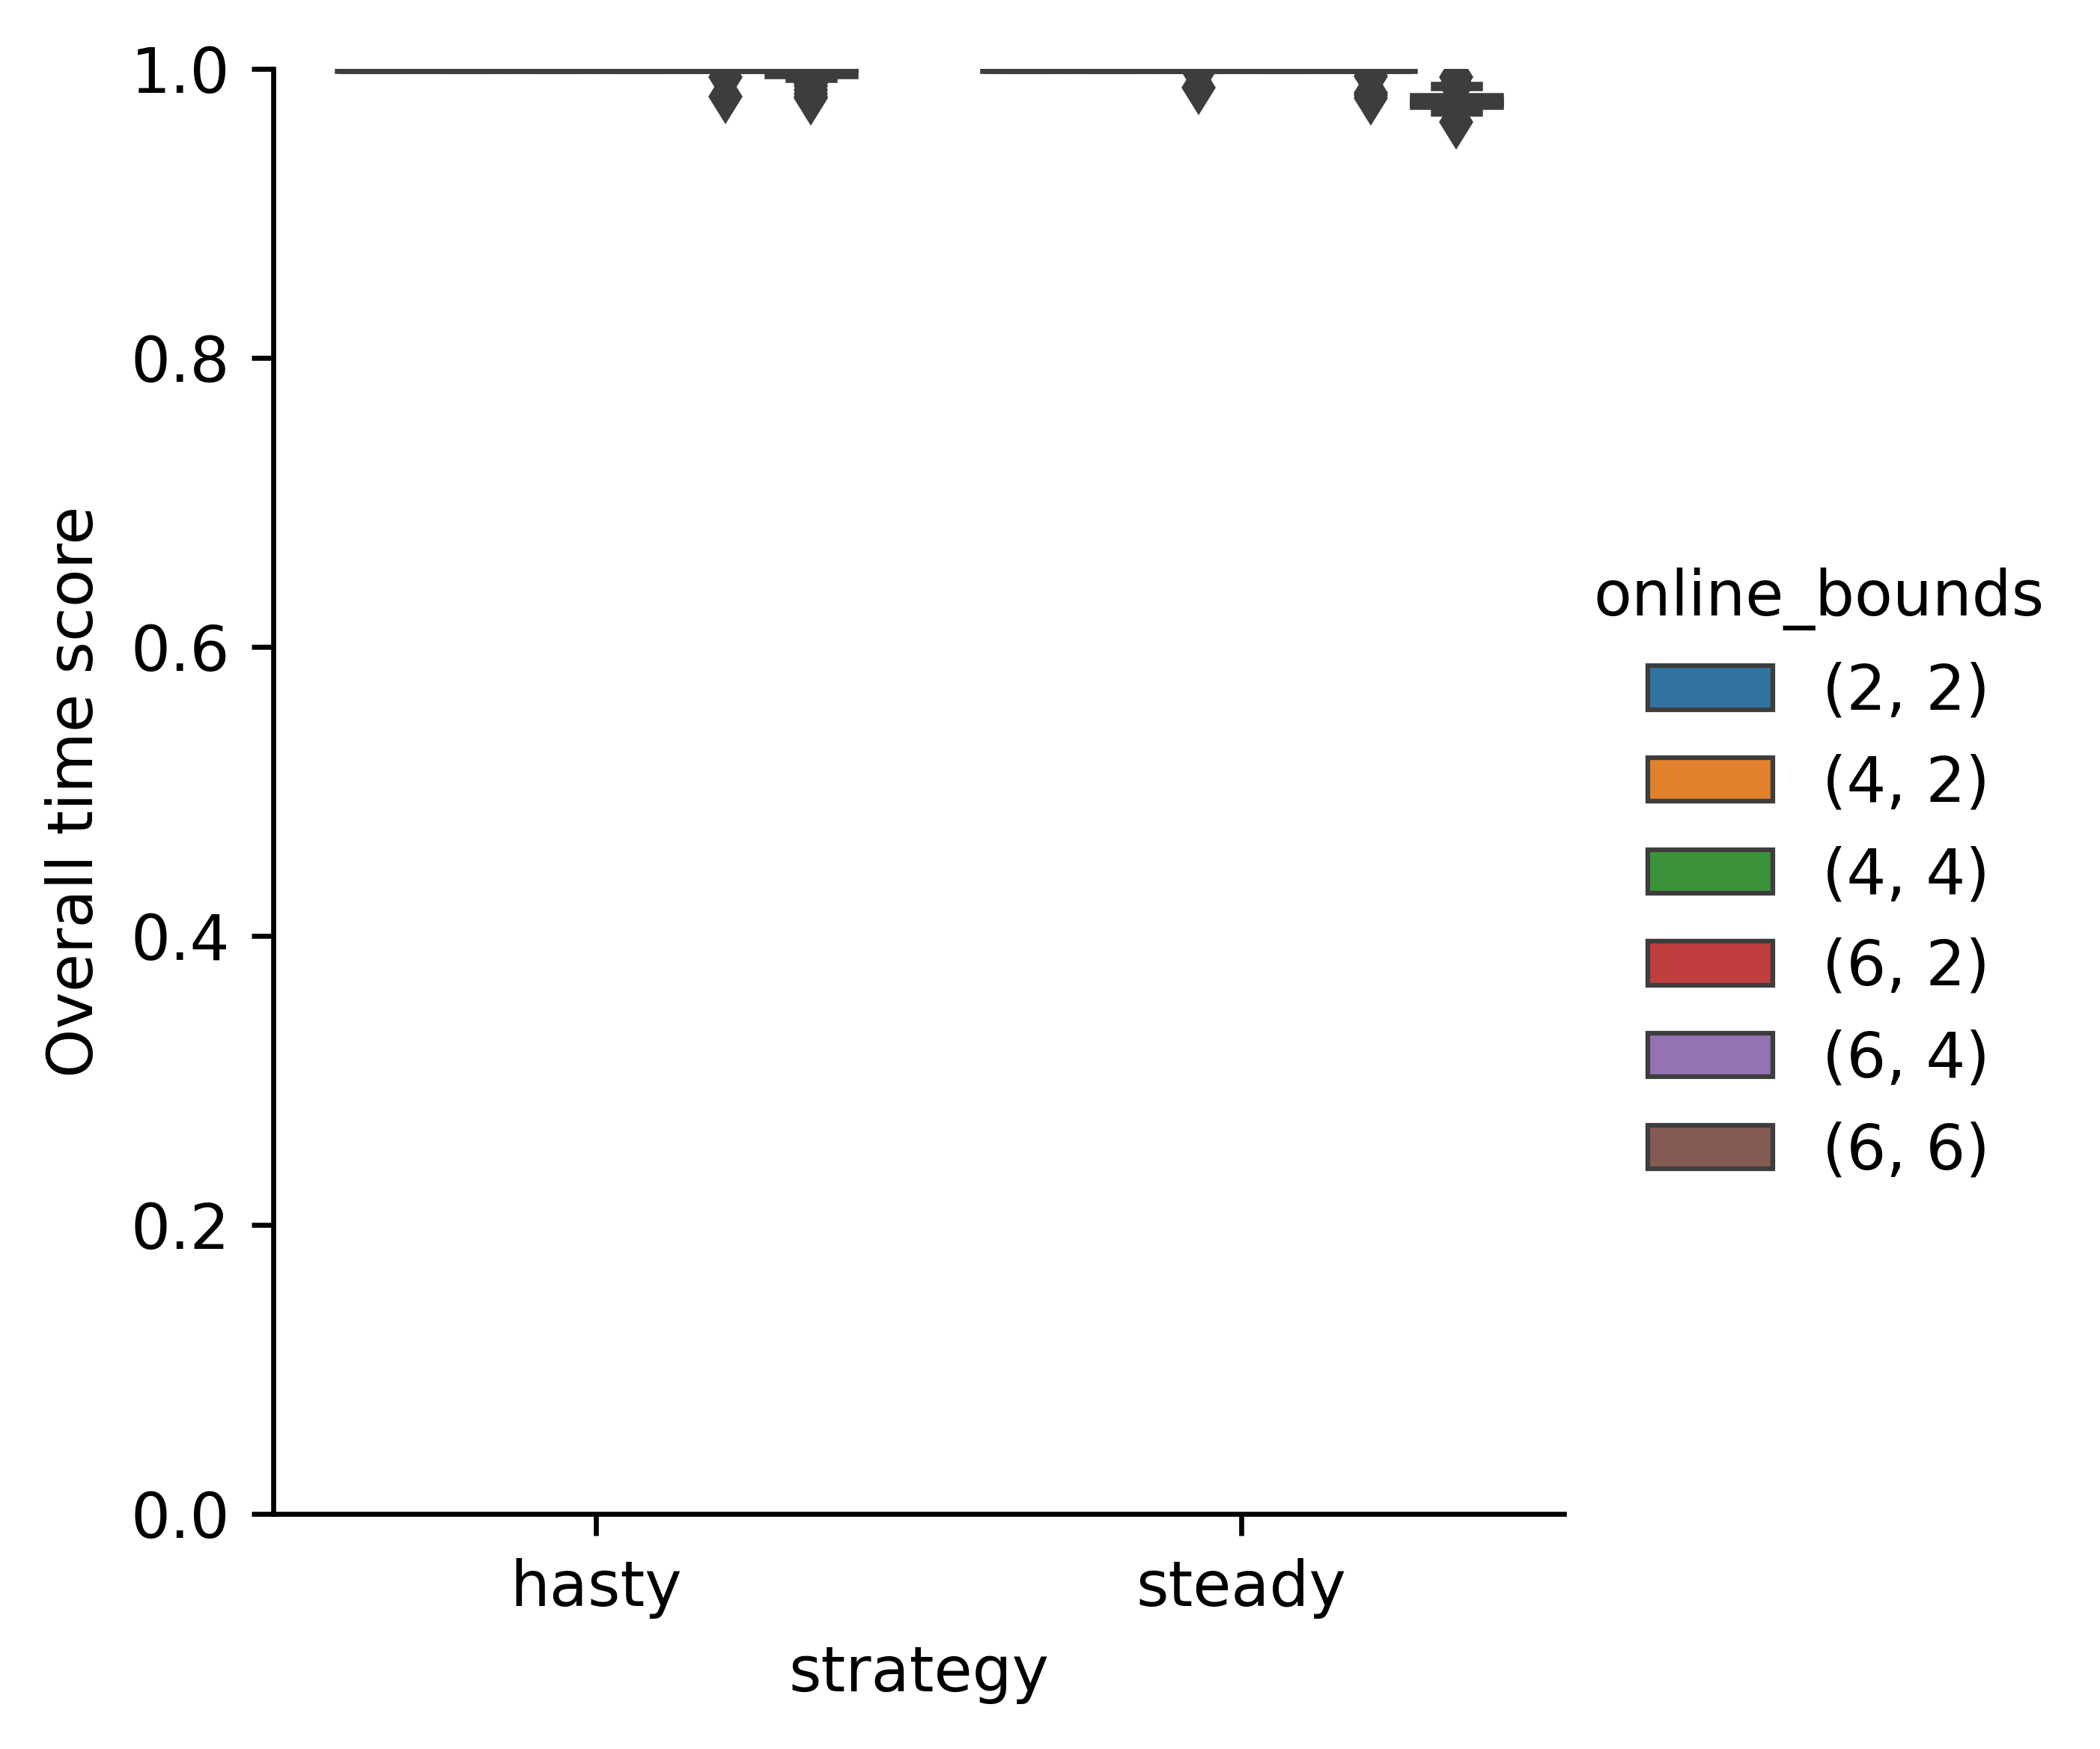 1.0
0.8
0.6
0.4
0.2
0.0
Overall time score
hasty
steady
strategy
online_bounds
(2, 2)
(4, 2)
(4, 4)
(6, 2)
(6, 4)
(6, 6)